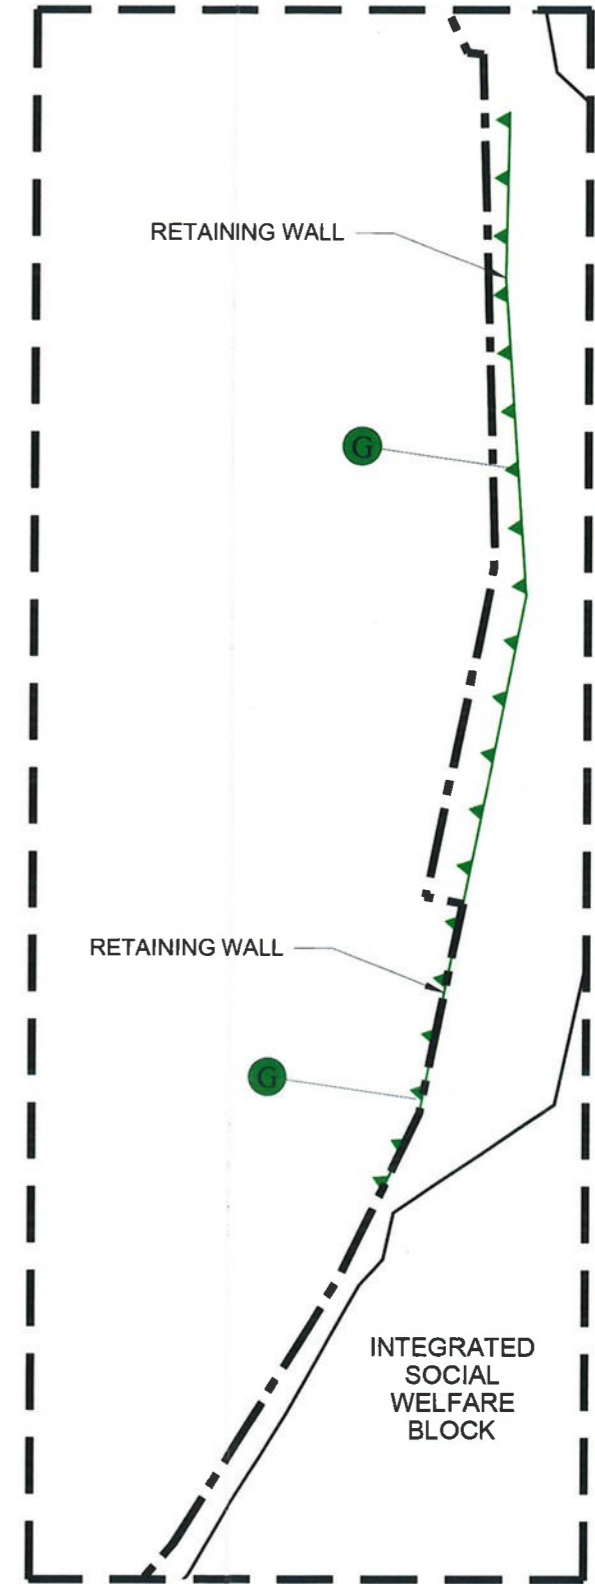 RETAINING WALL
G
RETAINING WALL
G
INTEGRATED
SOCIAL
WELFARE
BLOCK